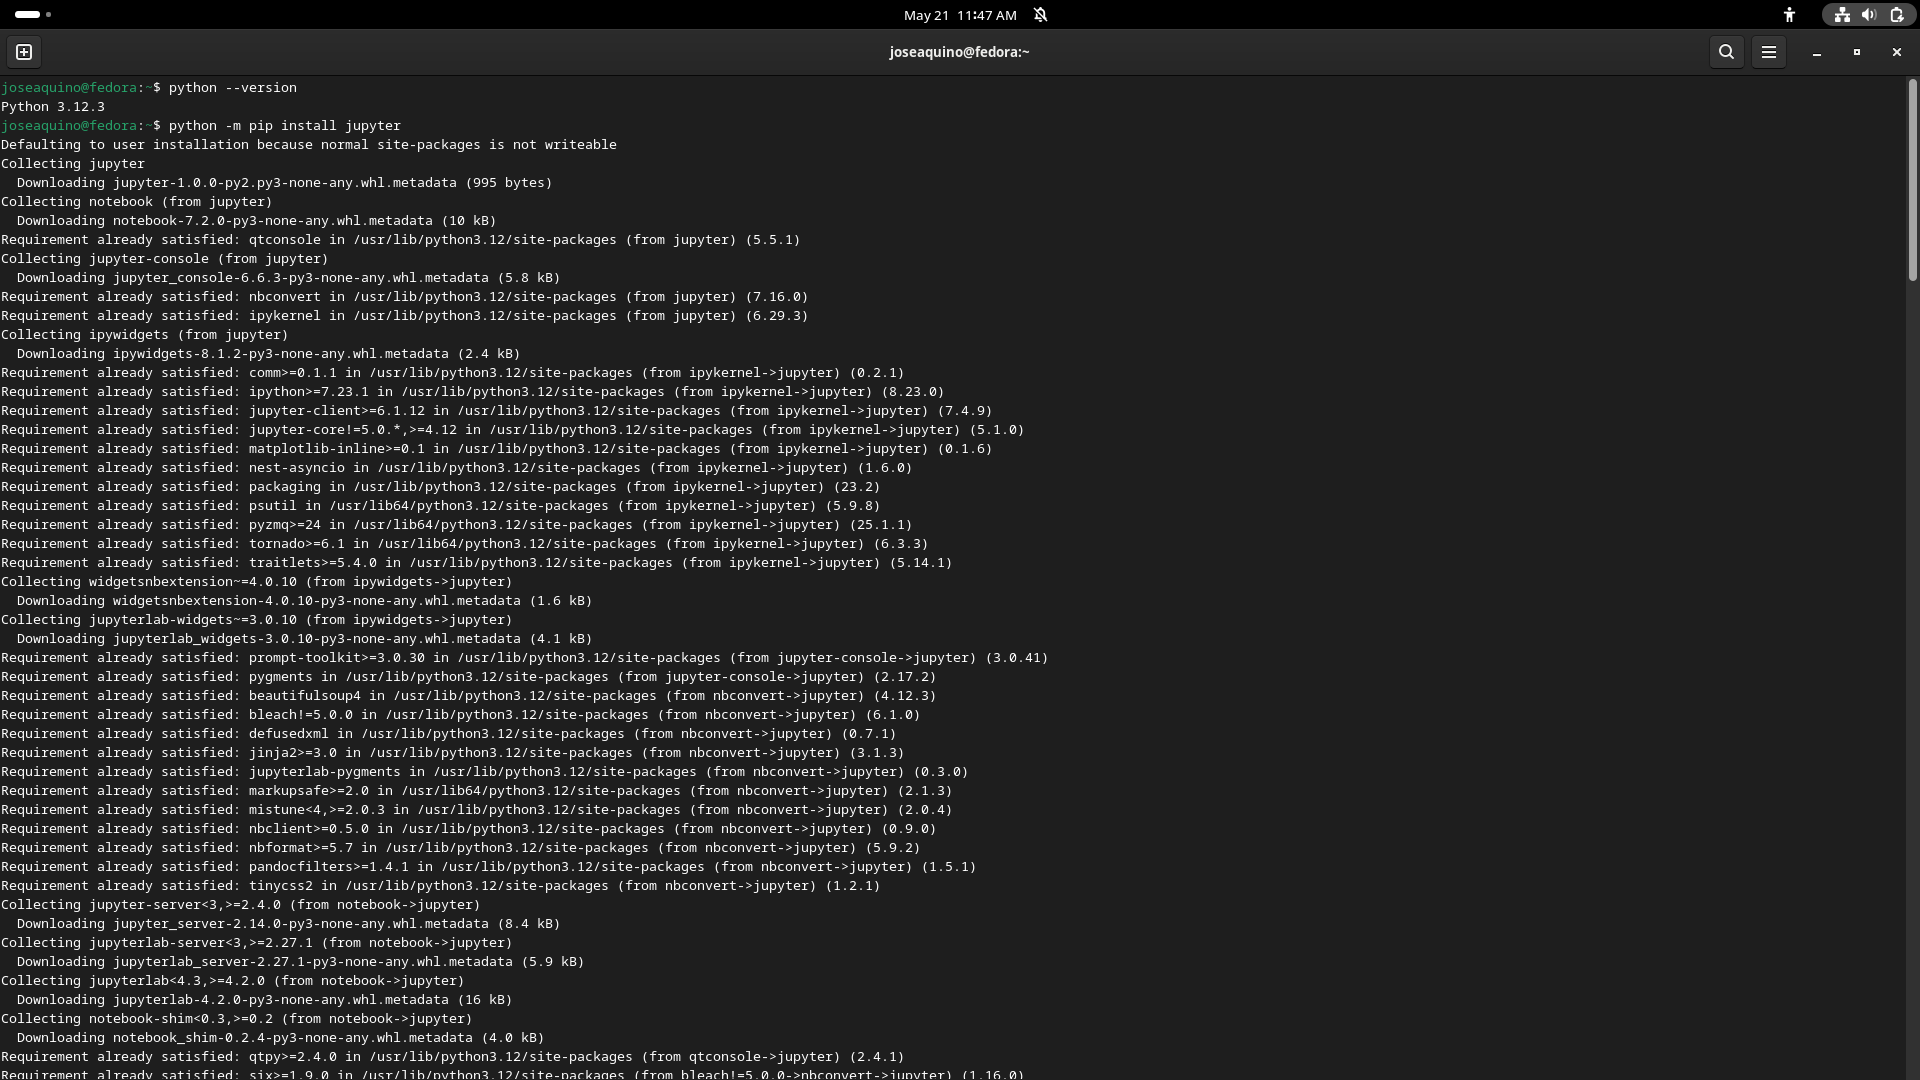 May 21  11:47 AM
joseaquino@fedora:~
joseaquino@fedora:~$ python --version
Python 3.12.3
joseaquino@fedora:~$ python -m pip install jupyter
Defaulting to user installation because normal site-packages is not writeable
Collecting jupyter
  Downloading jupyter-1.0.0-py2.py3-none-any.whl.metadata (995 bytes)
Collecting notebook (from jupyter)
  Downloading notebook-7.2.0-py3-none-any.whl.metadata (10 kB)
Requirement already satisfied: qtconsole in /usr/lib/python3.12/site-packages (from jupyter) (5.5.1)
Collecting jupyter-console (from jupyter)
  Downloading jupyter_console-6.6.3-py3-none-any.whl.metadata (5.8 kB)
Requirement already satisfied: nbconvert in /usr/lib/python3.12/site-packages (from jupyter) (7.16.0)
Requirement already satisfied: ipykernel in /usr/lib/python3.12/site-packages (from jupyter) (6.29.3)
Collecting ipywidgets (from jupyter)
  Downloading ipywidgets-8.1.2-py3-none-any.whl.metadata (2.4 kB)
Requirement already satisfied: comm>=0.1.1 in /usr/lib/python3.12/site-packages (from ipykernel->jupyter) (0.2.1)
Requirement already satisfied: ipython>=7.23.1 in /usr/lib/python3.12/site-packages (from ipykernel->jupyter) (8.23.0)
Requirement already satisfied: jupyter-client>=6.1.12 in /usr/lib/python3.12/site-packages (from ipykernel->jupyter) (7.4.9)
Requirement already satisfied: jupyter-core!=5.0.*,>=4.12 in /usr/lib/python3.12/site-packages (from ipykernel->jupyter) (5.1.0)
Requirement already satisfied: matplotlib-inline>=0.1 in /usr/lib/python3.12/site-packages (from ipykernel->jupyter) (0.1.6)
Requirement already satisfied: nest-asyncio in /usr/lib/python3.12/site-packages (from ipykernel->jupyter) (1.6.0)
Requirement already satisfied: packaging in /usr/lib/python3.12/site-packages (from ipykernel->jupyter) (23.2)
Requirement already satisfied: psutil in /usr/lib64/python3.12/site-packages (from ipykernel->jupyter) (5.9.8)
Requirement already satisfied: pyzmq>=24 in /usr/lib64/python3.12/site-packages (from ipykernel->jupyter) (25.1.1)
Requirement already satisfied: tornado>=6.1 in /usr/lib64/python3.12/site-packages (from ipykernel->jupyter) (6.3.3)
Requirement already satisfied: traitlets>=5.4.0 in /usr/lib/python3.12/site-packages (from ipykernel->jupyter) (5.14.1)
Collecting widgetsnbextension~=4.0.10 (from ipywidgets->jupyter)
  Downloading widgetsnbextension-4.0.10-py3-none-any.whl.metadata (1.6 kB)
Collecting jupyterlab-widgets~=3.0.10 (from ipywidgets->jupyter)
  Downloading jupyterlab_widgets-3.0.10-py3-none-any.whl.metadata (4.1 kB)
Requirement already satisfied: prompt-toolkit>=3.0.30 in /usr/lib/python3.12/site-packages (from jupyter-console->jupyter) (3.0.41)
Requirement already satisfied: pygments in /usr/lib/python3.12/site-packages (from jupyter-console->jupyter) (2.17.2)
Requirement already satisfied: beautifulsoup4 in /usr/lib/python3.12/site-packages (from nbconvert->jupyter) (4.12.3)
Requirement already satisfied: bleach!=5.0.0 in /usr/lib/python3.12/site-packages (from nbconvert->jupyter) (6.1.0)
Requirement already satisfied: defusedxml in /usr/lib/python3.12/site-packages (from nbconvert->jupyter) (0.7.1)
Requirement already satisfied: jinja2>=3.0 in /usr/lib/python3.12/site-packages (from nbconvert->jupyter) (3.1.3)
Requirement already satisfied: jupyterlab-pygments in /usr/lib/python3.12/site-packages (from nbconvert->jupyter) (0.3.0)
Requirement already satisfied: markupsafe>=2.0 in /usr/lib64/python3.12/site-packages (from nbconvert->jupyter) (2.1.3)
Requirement already satisfied: mistune<4,>=2.0.3 in /usr/lib/python3.12/site-packages (from nbconvert->jupyter) (2.0.4)
Requirement already satisfied: nbclient>=0.5.0 in /usr/lib/python3.12/site-packages (from nbconvert->jupyter) (0.9.0)
Requirement already satisfied: nbformat>=5.7 in /usr/lib/python3.12/site-packages (from nbconvert->jupyter) (5.9.2)
Requirement already satisfied: pandocfilters>=1.4.1 in /usr/lib/python3.12/site-packages (from nbconvert->jupyter) (1.5.1)
Requirement already satisfied: tinycss2 in /usr/lib/python3.12/site-packages (from nbconvert->jupyter) (1.2.1)
Collecting jupyter-server<3,>=2.4.0 (from notebook->jupyter)
  Downloading jupyter_server-2.14.0-py3-none-any.whl.metadata (8.4 kB)
Collecting jupyterlab-server<3,>=2.27.1 (from notebook->jupyter)
  Downloading jupyterlab_server-2.27.1-py3-none-any.whl.metadata (5.9 kB)
Collecting jupyterlab<4.3,>=4.2.0 (from notebook->jupyter)
  Downloading jupyterlab-4.2.0-py3-none-any.whl.metadata (16 kB)
Collecting notebook-shim<0.3,>=0.2 (from notebook->jupyter)
  Downloading notebook_shim-0.2.4-py3-none-any.whl.metadata (4.0 kB)
Requirement already satisfied: qtpy>=2.4.0 in /usr/lib/python3.12/site-packages (from qtconsole->jupyter) (2.4.1)
Requirement already satisfied: six>=1.9.0 in /usr/lib/python3.12/site-packages (from bleach!=5.0.0->nbconvert->jupyter) (1.16.0)